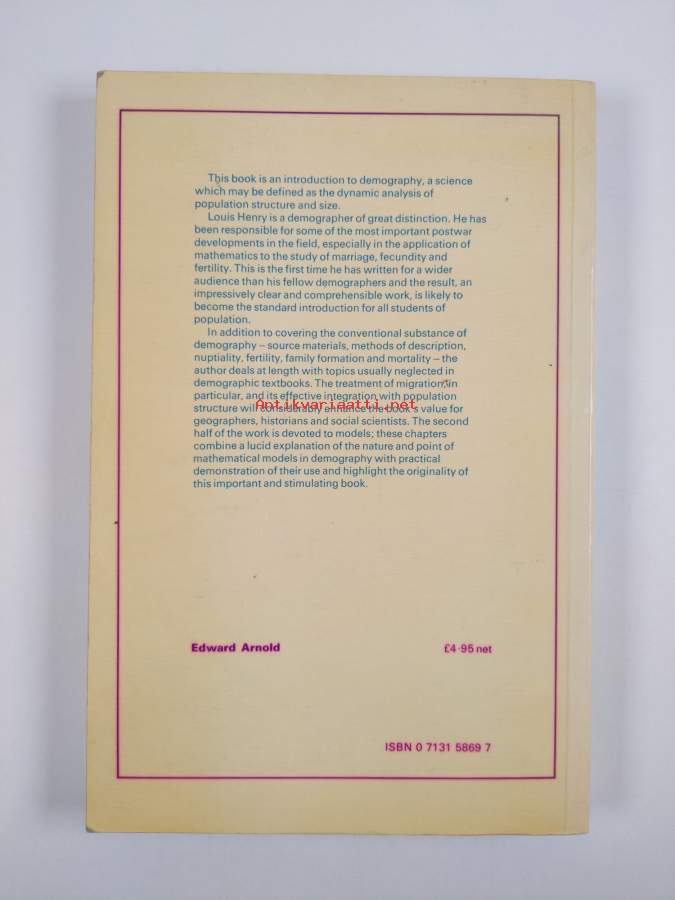 This book is an introduction to demography, a science
which may be defined as the dynamic analysis of
population structure and size.
Louis Henry is a demographer of great distinction. He has
been responsible for some of the most important postwar
developments in the field, especially in the application of
mathematics to the study of marriage, fecundity and
fertility. This is the first time he has written for a wider
audience than his fellow demographers and the result, an
impressively clear and comprehensible work, is likely to
become the standard introduction for all students of
population.
In addition to covering the conventional substance of
demography – source materials, methods of description,
nuptiality, fertility, family formation and mortality – the
author deals at length with topics usually neglected in
demographic textbooks. The treatment of migration, in
particular, and its effective integration with population
Antikvariaatti.net
structure will considerably enhance the book's value for
geographers, historians and social scientists. The second
half of the work is devoted to models; these chapters
combine a lucid explanation of the nature and point of
mathematical models in demography with practical
demonstration of their use and highlight the originality of
this important and stimulating book.
Edward Arnold £4·95 net
ISBN 0 7131 5869 7